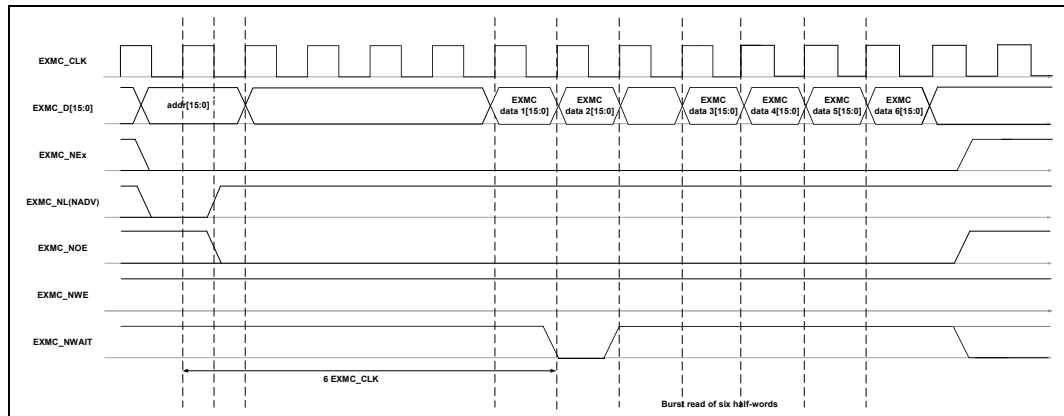 EXMC_CLK
EXMC_D[15:0]
addr[15:0]
EXMC
data 1[15:0]
EXMC
data 2[15:0]
EXMC
data 3[15:0]
EXMC
data 4[15:0]
EXMC
data 5[15:0]
EXMC
data 6[15:0]
EXMC_NEx
EXMC_NL(NADV)
EXMC_NOE
EXMC_NWE
EXMC_NWAIT
6 EXMC_CLK
Burst read of six half-words